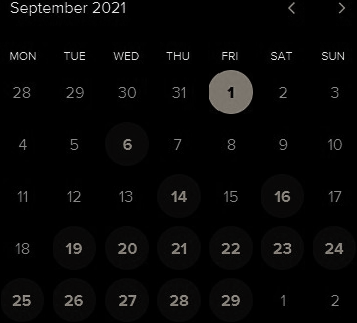 September 2021
MON TUE WED THU FRI SAT SUN
28 29 30 31 1 2 3
4 5 6 7 8 9 10
11 12 13 14 15 16 17
18 19 20 21 22 23 24
25 26 27 28 29 1 2